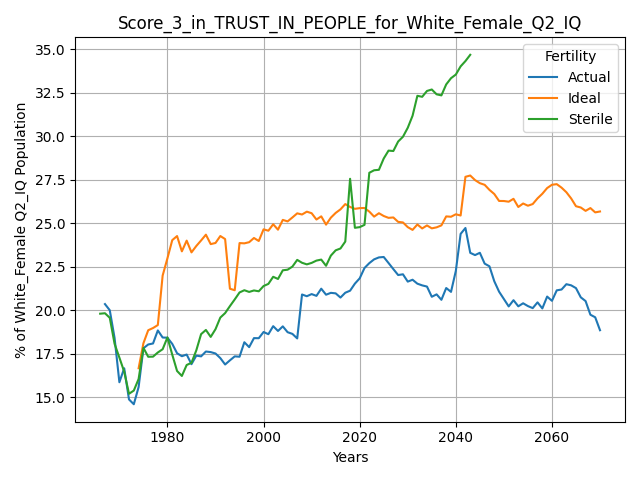 Score_3_in_TRUST_IN_PEOPLE_for_White_Female_Q2_IQ
% of White_Female Q2_IQ Population
35.0
32.5
30.0
27.5
25.0
22.5
20.0
17.5
15.0
Fertility
Actual
Ideal
Sterile
1980
2000
2020
2040
2060
Years